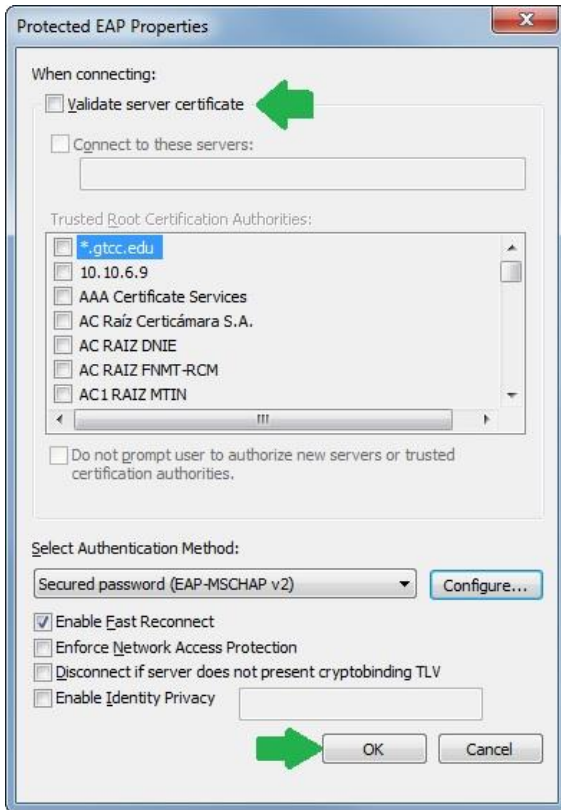 Protected EAP Properties
When connecting:
Validate server certificate
Connect to these servers:
Trusted Root Certification Authorities:
*.gtcc.edu
10.10.6.9
AAA Certificate Services
AC Raíz Certicámara S.A.
AC RAIZ DNIE
AC RAIZ FNMT-RCM
AC1 RAIZ MTIN
Do not prompt user to authorize new servers or trusted
certification authorities.
Select Authentication Method:
Secured password (EAP-MSCHAP v2) Configure...
Enable Fast Reconnect
Enforce Network Access Protection
Disconnect if server does not present cryptobinding TLV
Enable Identity Privacy
OK Cancel